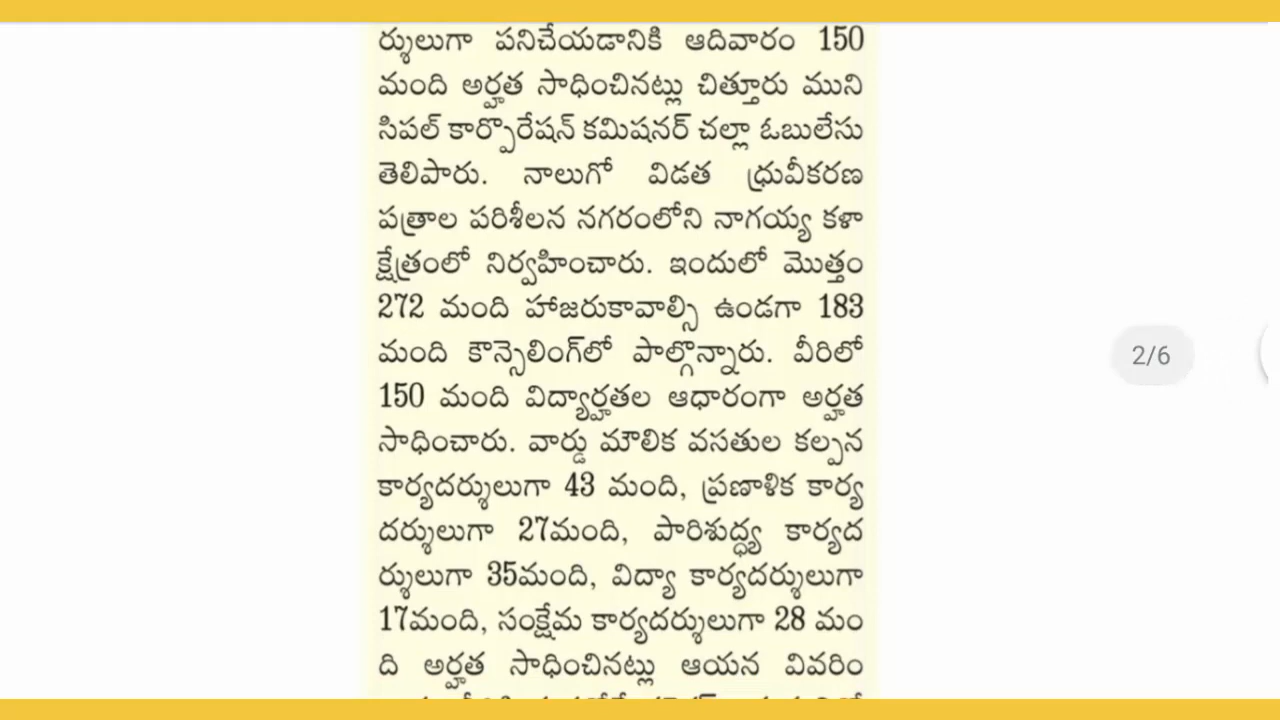 ర్శులుగా పనిచేయడానికి ఆదివారం 150
మంది అర్హత సాధించినట్లు చిత్తూరు ముని
సిపల్ కార్పొరేషన్ కమిషనర్ చల్లా ఓబులేసు
తెలిపారు. నాలుగో విడత ధ్రువీకరణ
పత్రాల పరిశీలన నగరంలోని నాగయ్య కళా
క్షేత్రంలో నిర్వహించారు. ఇందులో మొత్తం
272 మంది హాజరుకావాల్సి ఉండగా 183
మంది కౌన్సెలింగ్‌లో పాల్గొన్నారు. వీరిలో
150 మంది విద్యార్హతల ఆధారంగా అర్హత
సాధించారు. వార్డు మౌలిక వసతుల కల్పన
కార్యదర్శులుగా 43 మంది, ప్రణాళిక కార్య
దర్శులుగా 27మంది, పారిశుద్ధ్య కార్యద
ర్శులుగా 35మంది, విద్యా కార్యదర్శులుగా
17మంది, సంక్షేమ కార్యదర్శులుగా 28 మం
ది అర్హత సాధించినట్లు ఆయన వివరిం
2/6